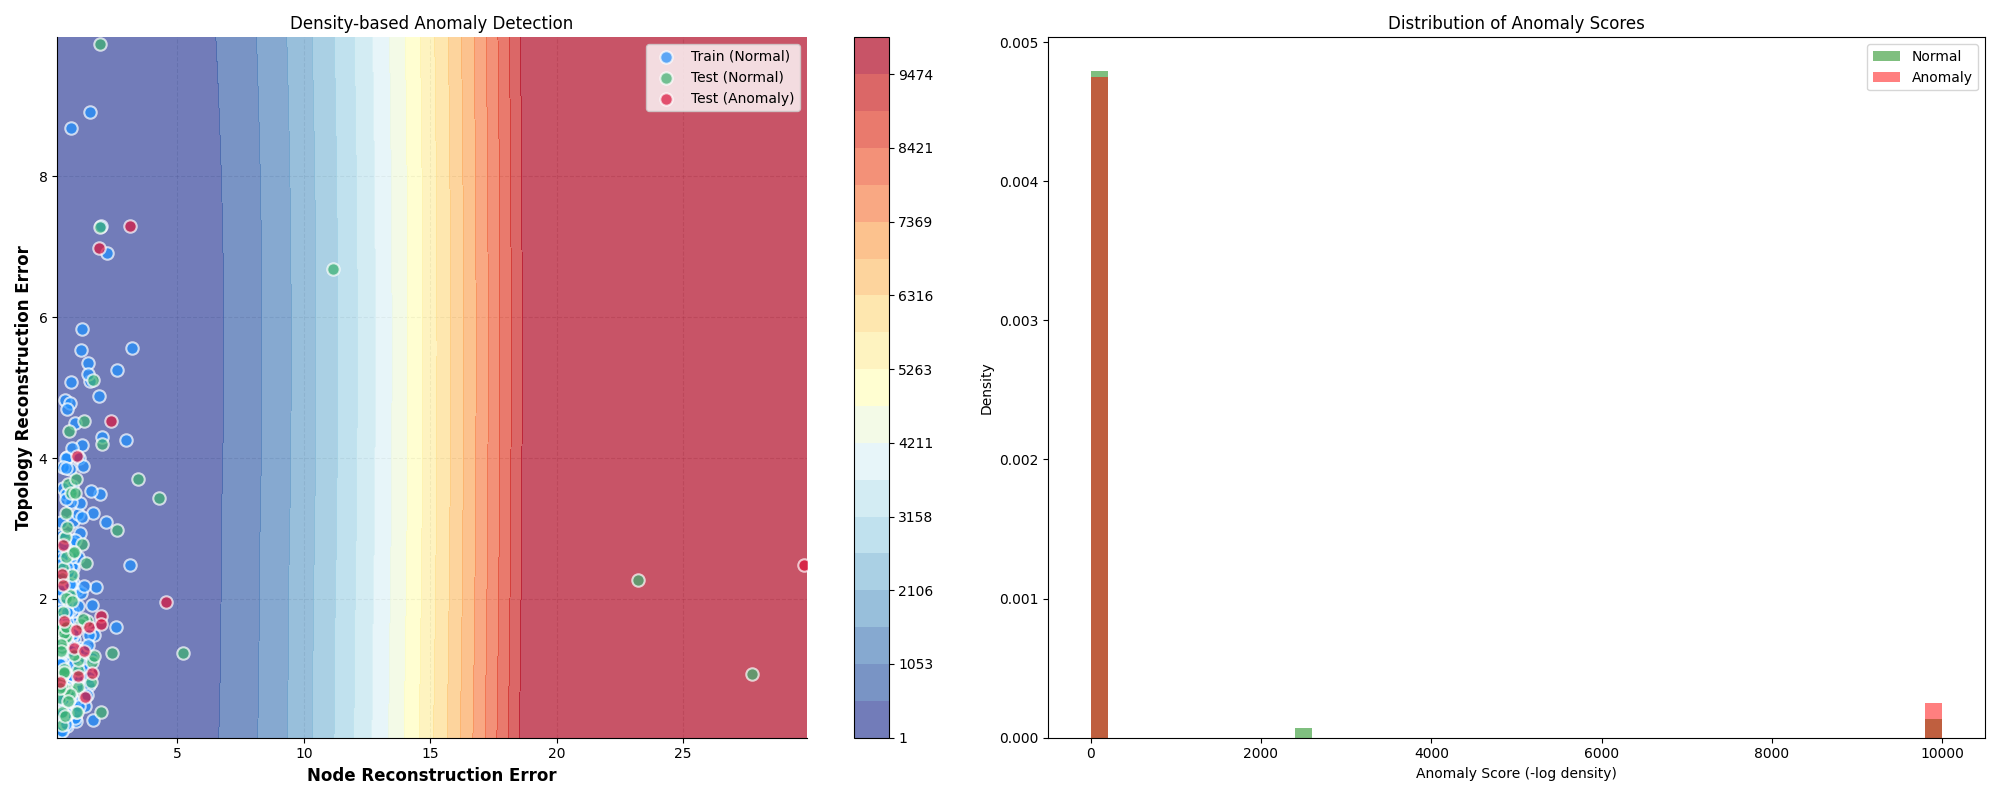 Density-based Anomaly Detection
Train (Normal)
Test (Normal)
Test (Anomaly)
Topology Reconstruction Error
8
6
4
2
5
10
15
20
25
Node Reconstruction Error
9474
8421
7369
6316
5263
4211
3158
2106
1053
1
Distribution of Anomaly Scores
Normal
Anomaly
Density
0.005
0.004
0.003
0.002
0.001
0.000
0
2000
4000
6000
8000
10000
Anomaly Score (-log density)